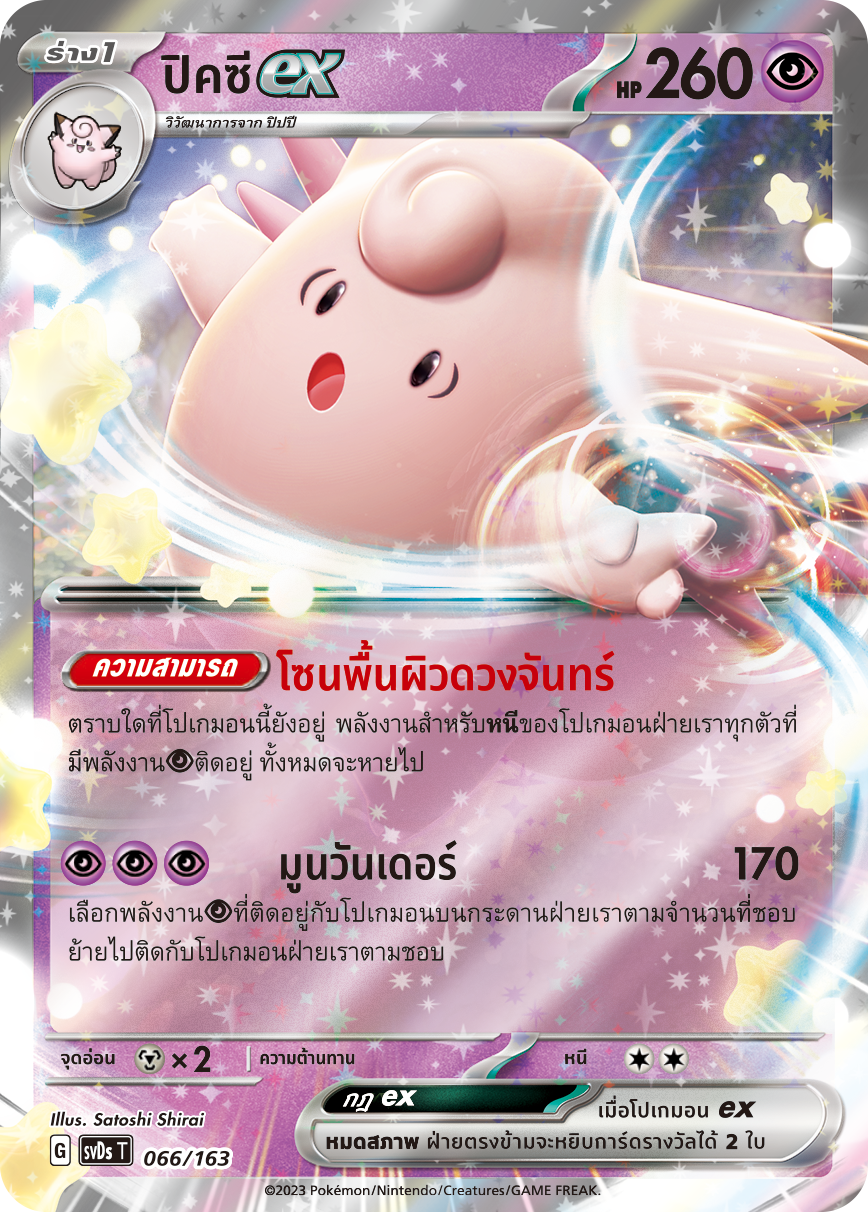 ร่าง1
ปิคซี ex
HP 260
วิวัฒนาการจาก ปิปปี
ความสามารถ โซนพื้นผิวดวงจันทร์
ตราบใดที่โปเกมอนนี้ยังอยู่ พลังงานสำหรับหนีของโปเกมอนฝ่ายเราทุกตัวที่
มีพลังงานติดอยู่ ทั้งหมดจะหายไป
มูนวันเดอร์ 170
เลือกพลังงานที่ติดอยู่กับโปเกมอนบนกระดานฝ่ายเราตามจำนวนที่ชอบ
ย้ายไปติดกับโปเกมอนฝ่ายเราตามชอบ
จุดอ่อน ×2 ความต้านทาน หนี
กฎ ex เมื่อโปเกมอน ex
หมดสภาพ ฝ่ายตรงข้ามจะหยิบการ์ดรางวัลได้ 2 ใบ
Illus. Satoshi Shirai
G svDs T 066/163
©2023 Pokémon/Nintendo/Creatures/GAME FREAK.